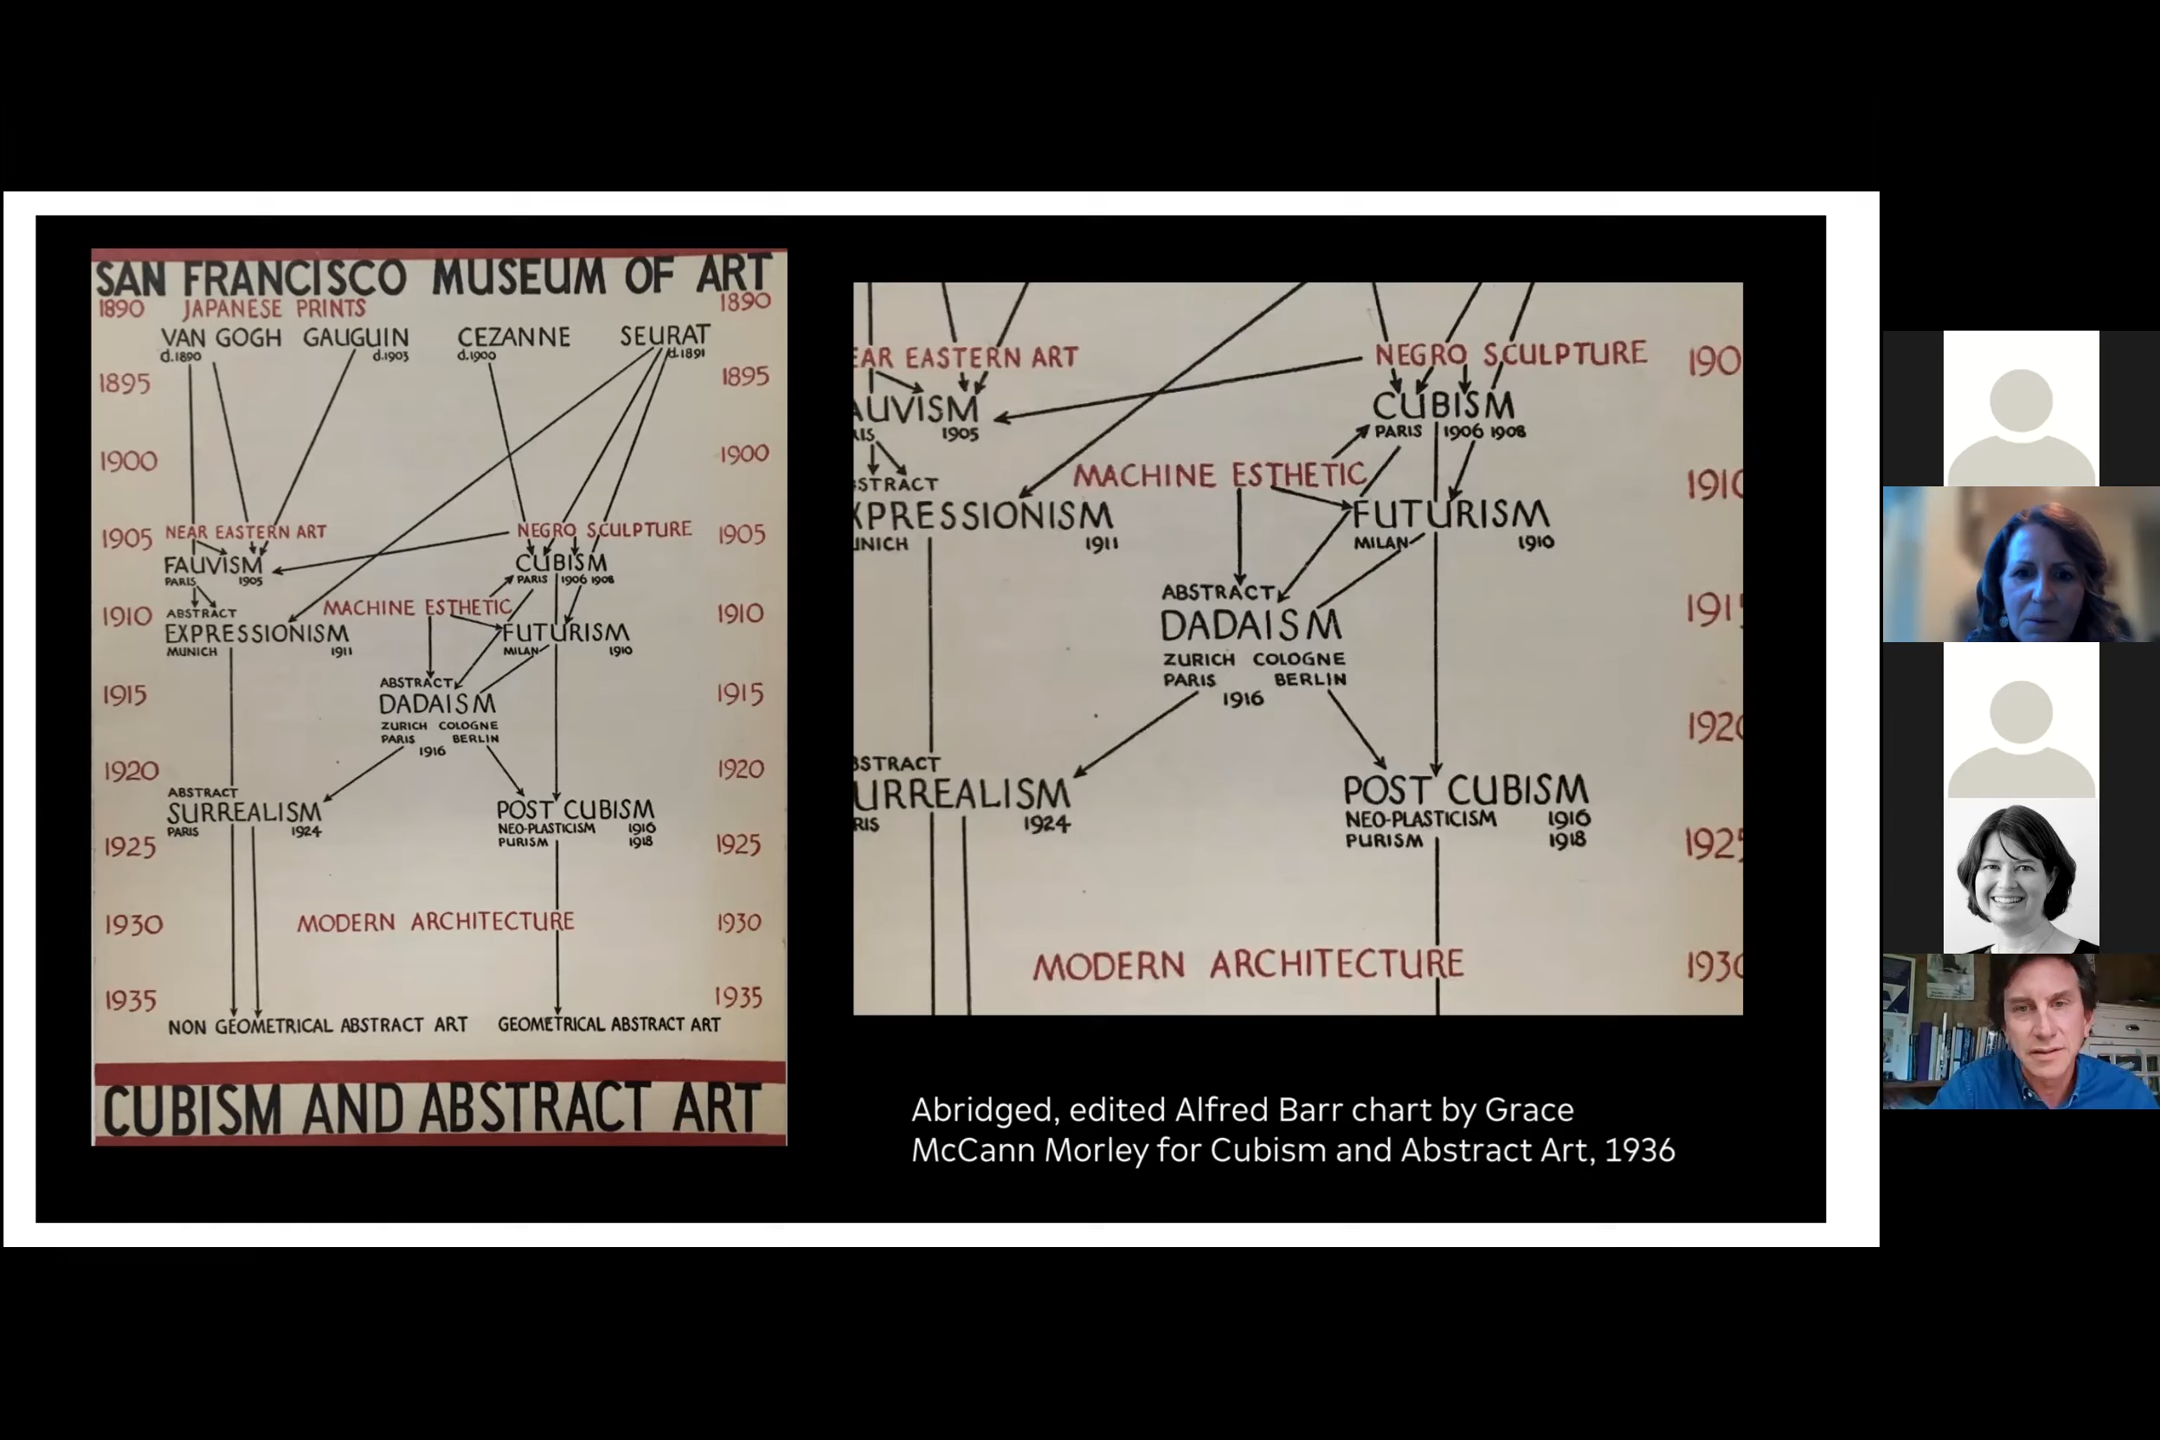 SAN FRANCISCO MUSEUM OF ART
1890 JAPANESE PRINTS 1890
VAN GOGH GAUGUIN CEZANNE SEURAT
d.1890 d.1903 d.1900 d.1891
1895 1895
1900 1900
1905 NEAR EASTERN ART NEGRO SCULPTURE 1905
FAUVISM CUBISM
PARIS 1905 PARIS 1906 1908
1910 ABSTRACT MACHINE ESTHETIC 1910
EXPRESSIONISM FUTURISM
MUNICH 1911 MILAN 1910
1915 ABSTRACT 1915
DADAISM
ZURICH COLOGNE
PARIS BERLIN
1916
1920 1920
ABSTRACT
SURREALISM POST CUBISM
PARIS 1924 NEO-PLASTICISM 1916
1925 PURISM 1918 1925
1930 MODERN ARCHITECTURE 1930
1935 1935
NON GEOMETRICAL ABSTRACT ART GEOMETRICAL ABSTRACT ART
CUBISM AND ABSTRACT ART
EAR EASTERN ART NEGRO SCULPTURE 190
AUVISM CUBISM
IS 1905 PARIS 1906 1908
STRACT MACHINE ESTHETIC 1910
XPRESSIONISM FUTURISM
UNICH 1911 MILAN 1910
ABSTRACT 1915
DADAISM
ZURICH COLOGNE
PARIS BERLIN
1916
1920
BSTRACT
URREALISM POST CUBISM
RIS 1924 NEO-PLASTICISM 1916
PURISM 1918 1925
MODERN ARCHITECTURE 1930
Abridged, edited Alfred Barr chart by Grace
McCann Morley for Cubism and Abstract Art, 1936